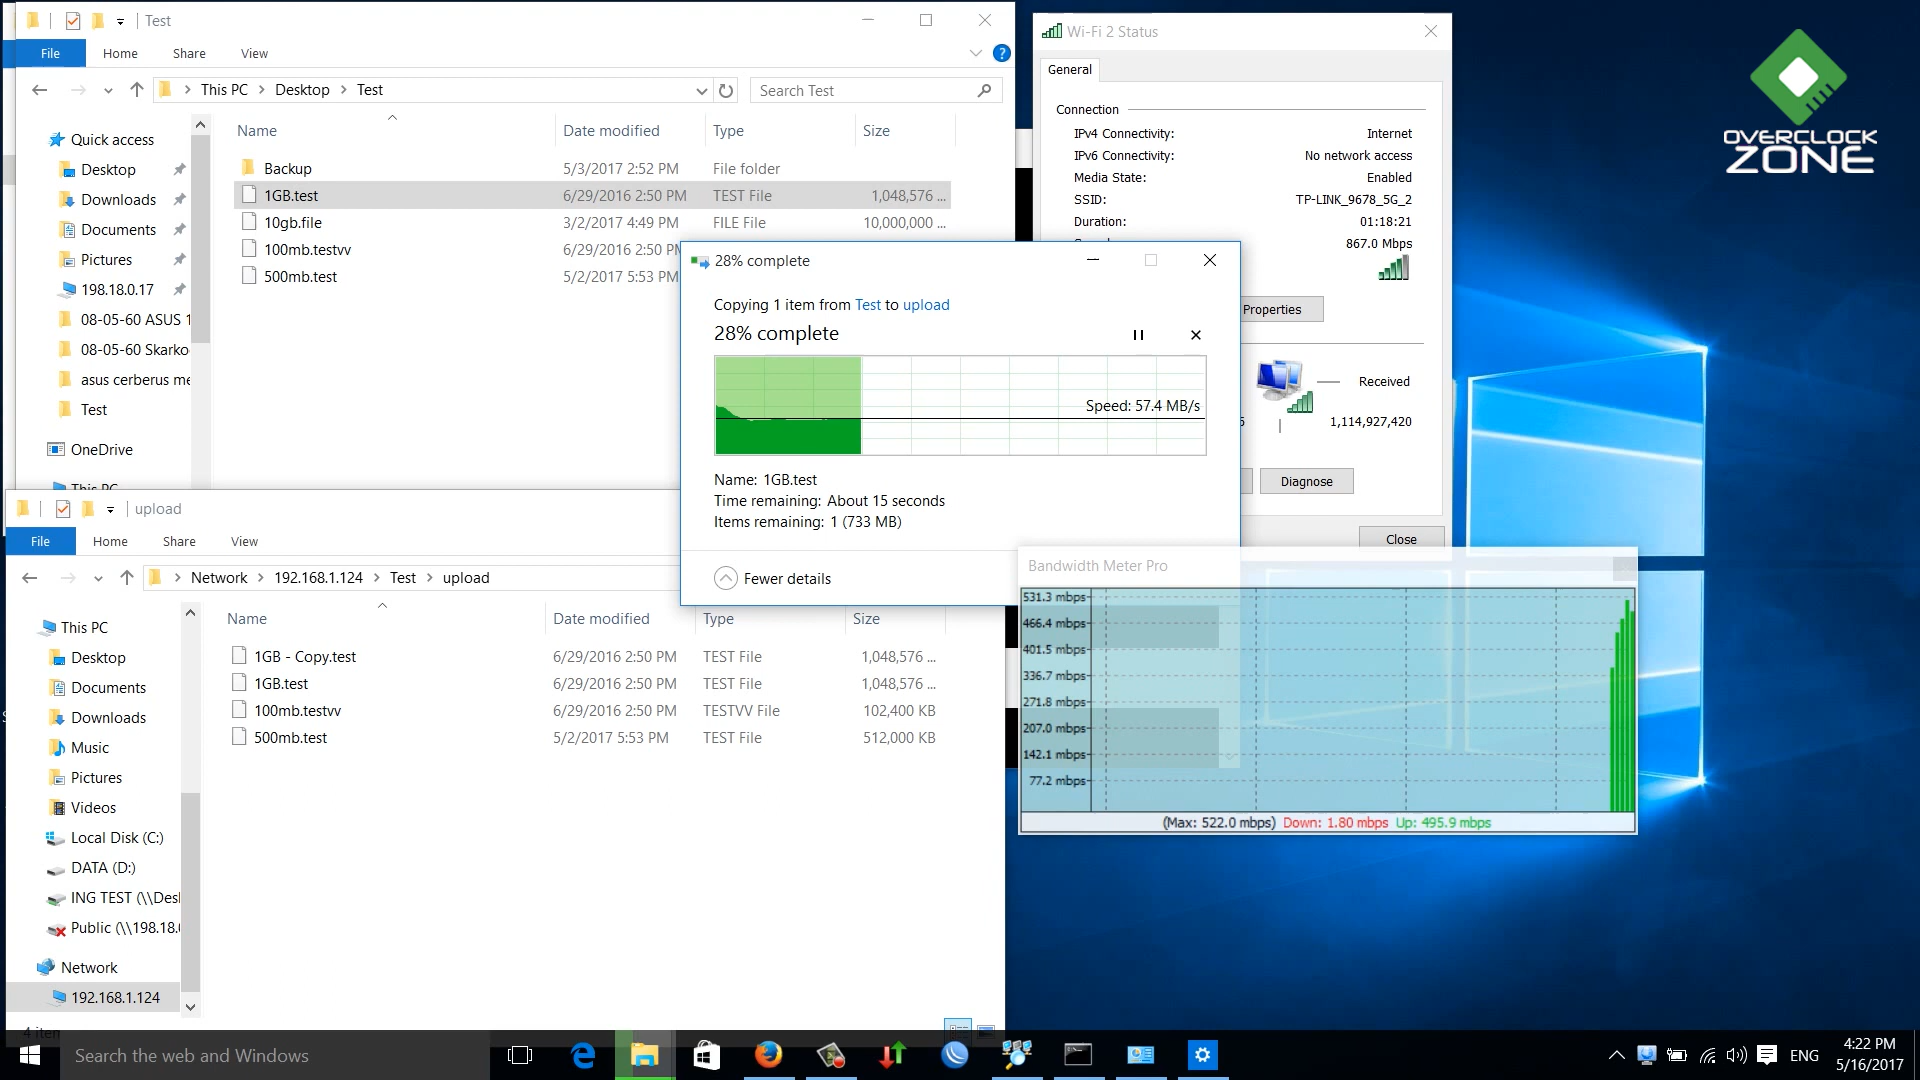 Test
File Home Share View
This PC > Desktop > Test
Search Test
Name Date modified Type Size
Quick access
Desktop
Downloads
Documents
Pictures
198.18.0.17
08-05-60 ASUS 1
08-05-60 Skarko
asus cerberus me
Test
OneDrive
Backup 5/3/2017 2:52 PM File folder
1GB.test 6/29/2016 2:50 PM TEST File 1,048,576 ...
10gb.file 3/2/2017 4:49 PM FILE File 10,000,000 ...
100mb.testvv 6/29/2016 2:50 PM
500mb.test 5/2/2017 5:53 PM
Wi-Fi 2 Status
General
Connection
IPv4 Connectivity: Internet
IPv6 Connectivity: No network access
Media State: Enabled
SSID: TP-LINK_9678_5G_2
Duration: 01:18:21
867.0 Mbps
Properties
Received
1,114,927,420
Diagnose
Close
OVERCLOCK
ZONE
28% complete
Copying 1 item from Test to upload
28% complete
Speed: 57.4 MB/s
Name: 1GB.test
Time remaining: About 15 seconds
Items remaining: 1 (733 MB)
Fewer details
upload
File Home Share View
Network > 192.168.1.124 > Test > upload
Name Date modified Type Size
This PC
Desktop
Documents
Downloads
Music
Pictures
Videos
Local Disk (C:)
DATA (D:)
ING TEST (\\Desl
Public (\\198.18.0
Network
192.168.1.124
1GB - Copy.test 6/29/2016 2:50 PM TEST File 1,048,576 ...
1GB.test 6/29/2016 2:50 PM TEST File 1,048,576 ...
100mb.testvv 6/29/2016 2:50 PM TESTVV File 102,400 KB
500mb.test 5/2/2017 5:53 PM TEST File 512,000 KB
Bandwidth Meter Pro
531.3 mbps
466.4 mbps
401.5 mbps
336.7 mbps
271.8 mbps
207.0 mbps
142.1 mbps
77.2 mbps
(Max: 522.0 mbps) Down: 1.80 mbps Up: 495.9 mbps
Search the web and Windows
ENG
4:22 PM
5/16/2017